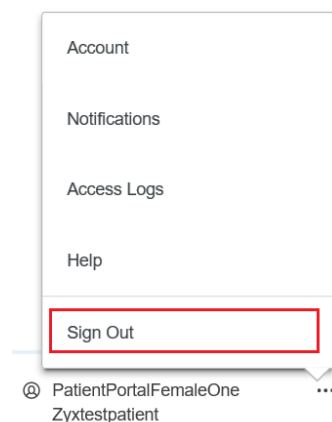 Account
Notifications
Access Logs
Help
Sign Out
PatientPortalFemaleOne ...
Zyxtestpatient